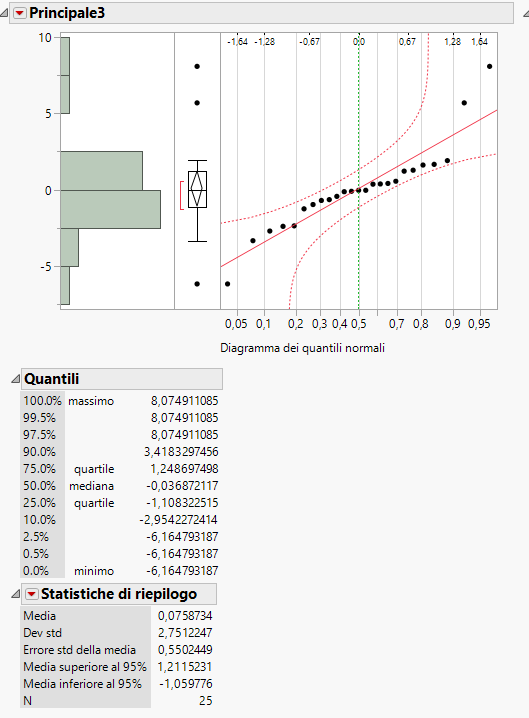 Principale3
-1,64 -1,28 -0,67 0,0 0,67 1,28 1,64
10
5
0
-5
0,05 0,1 0,2 0,3 0,4 0,5 0,7 0,8 0,9 0,95
Diagramma dei quantili normali
Quantili
100.0% massimo 8,074911085
99.5% 8,074911085
97.5% 8,074911085
90.0% 3,4183297456
75.0% quartile 1,248697498
50.0% mediana -0,036872117
25.0% quartile -1,108322515
10.0% -2,9542272414
2.5% -6,164793187
0.5% -6,164793187
0.0% minimo -6,164793187
Statistiche di riepilogo
Media 0,0758734
Dev std 2,7512247
Errore std della media 0,5502449
Media superiore al 95% 1,2115231
Media inferiore al 95% -1,059776
N 25